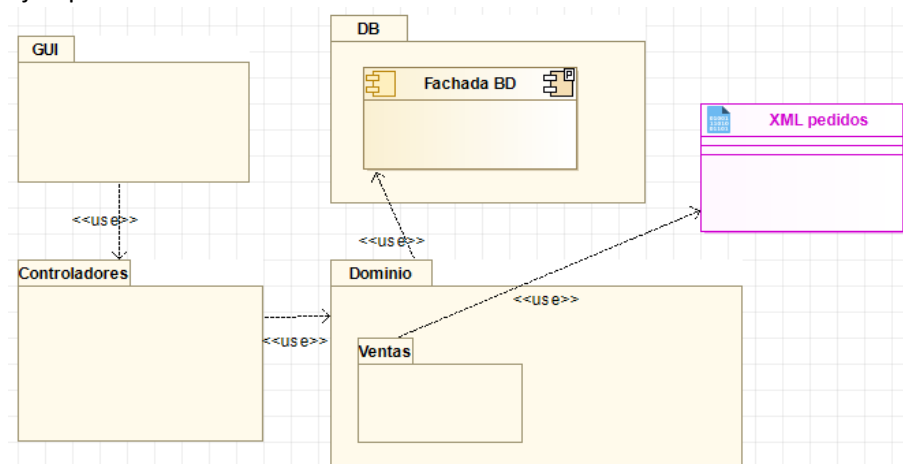 DB
GUI
Fachada BD
P
XML pedidos
<<use>>
<<use>>
Controladores
Dominio
<<use>>
<<use>>
Ventas